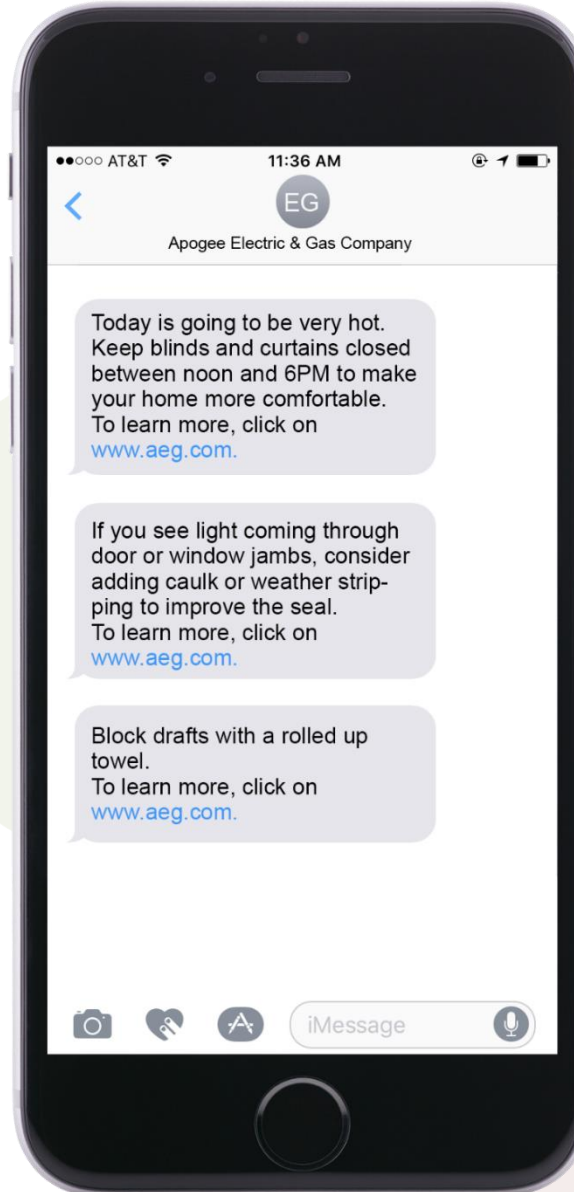 AT&T 11:36 AM
EG
Apogee Electric & Gas Company
Today is going to be very hot.
Keep blinds and curtains closed
between noon and 6PM to make
your home more comfortable.
To learn more, click on
www.aeg.com.
If you see light coming through
door or window jambs, consider
adding caulk or weather strip-
ping to improve the seal.
To learn more, click on
www.aeg.com.
Block drafts with a rolled up
towel.
To learn more, click on
www.aeg.com.
iMessage